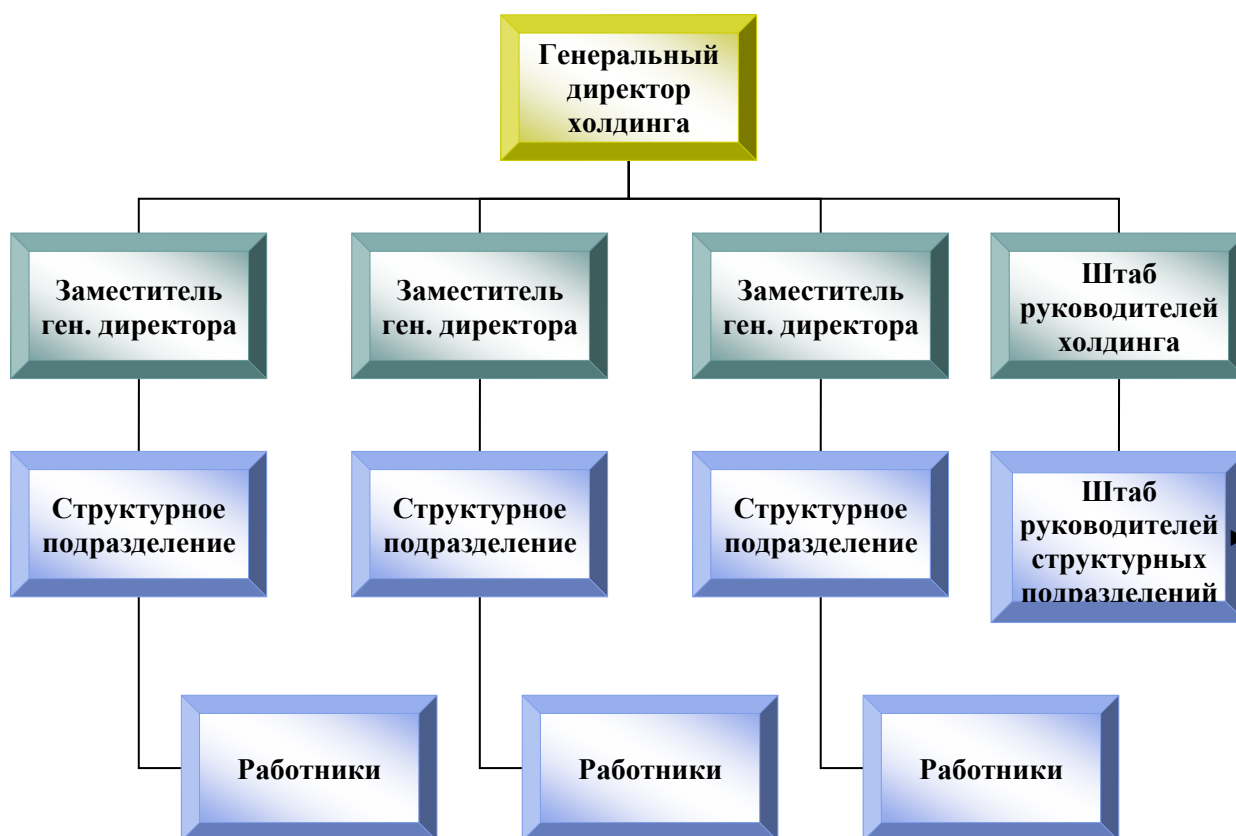 Генеральный
директор
холдинга
Заместитель
ген. директора
Заместитель
ген. директора
Заместитель
ген. директора
Штаб
руководителей
холдинга
Структурное
подразделение
Структурное
подразделение
Структурное
подразделение
Штаб
руководителей
структурных
подразделений
Работники
Работники
Работники